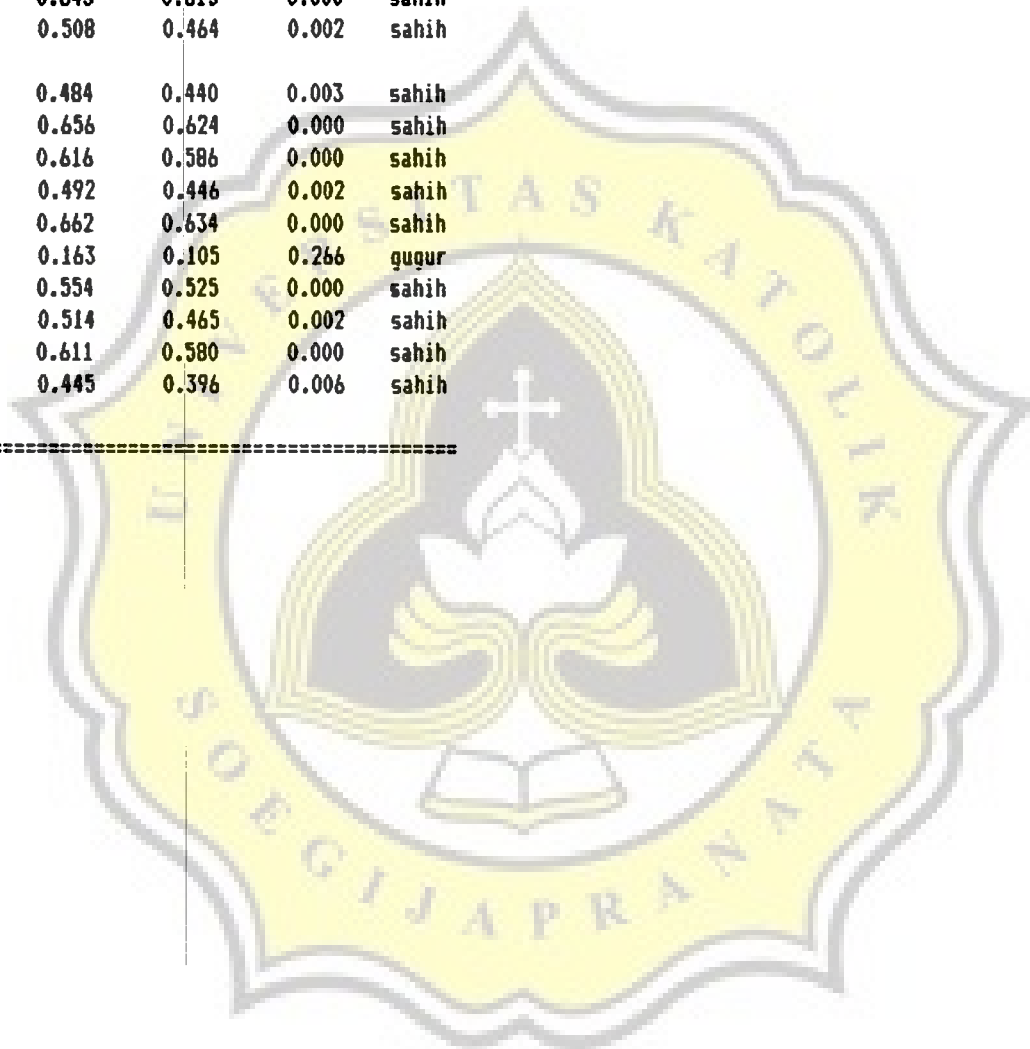 sahih
0.508 0.464 0.002 sahih
0.484 0.440 0.003 sahih
0.656 0.624 0.000 sahih
0.616 0.586 0.000 sahih
0.492 0.446 0.002 sahih
0.662 0.634 0.000 sahih
0.163 0.105 0.266 gugur
0.554 0.525 0.000 sahih
0.514 0.465 0.002 sahih
0.611 0.580 0.000 sahih
0.445 0.396 0.006 sahih
UNIVERSITAS KATOLIK
SOEGIJAPRANATA